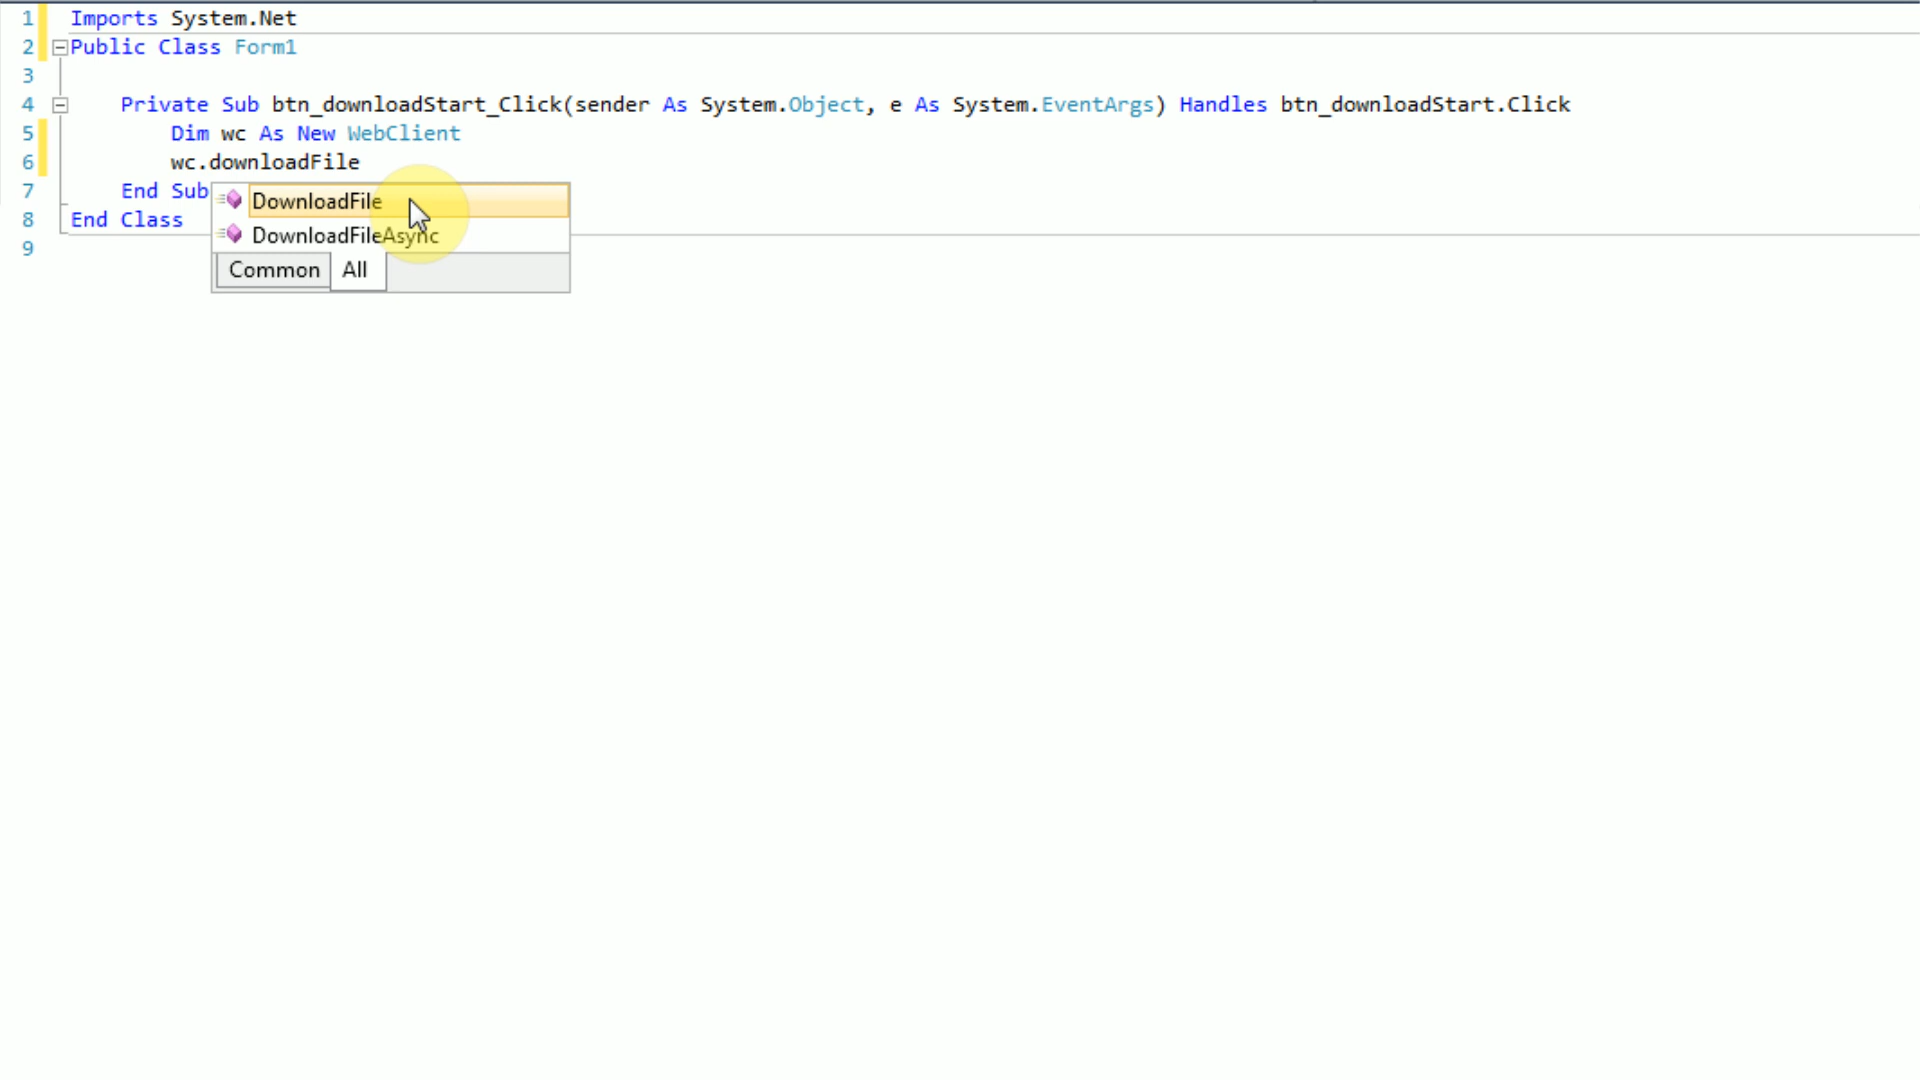 1 Imports System.Net
2 Public Class Form1
3
4 Private Sub btn_downloadStart_Click(sender As System.Object, e As System.EventArgs) Handles btn_downloadStart.Click
5 Dim wc As New WebClient
6 wc.downloadFile
7 End Sub
DownloadFile
8 End Class
DownloadFileAsync
9
Common All